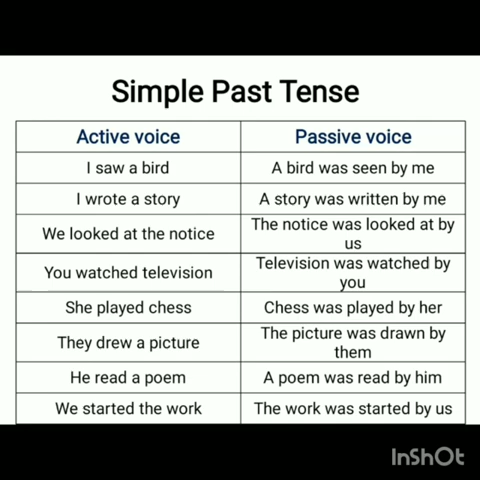 Simple Past Tense
Active voice Passive voice
I saw a bird A bird was seen by me
I wrote a story A story was written by me
We looked at the notice The notice was looked at by
us
You watched television Television was watched by
you
She played chess Chess was played by her
They drew a picture The picture was drawn by
them
He read a poem A poem was read by him
We started the work The work was started by us
InShOt